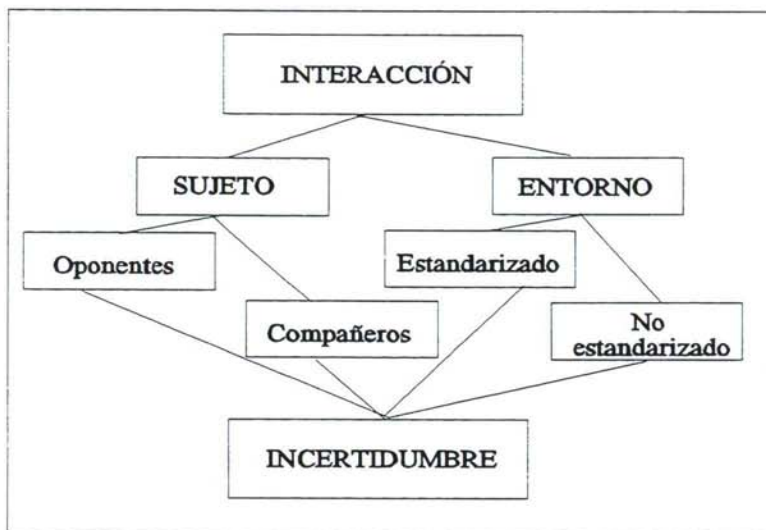 INTERACCIÓN
SUJETO
ENTORNO
Oponentes
Estandarizado
Compañeros
No
estandarizado
INCERTIDUMBRE